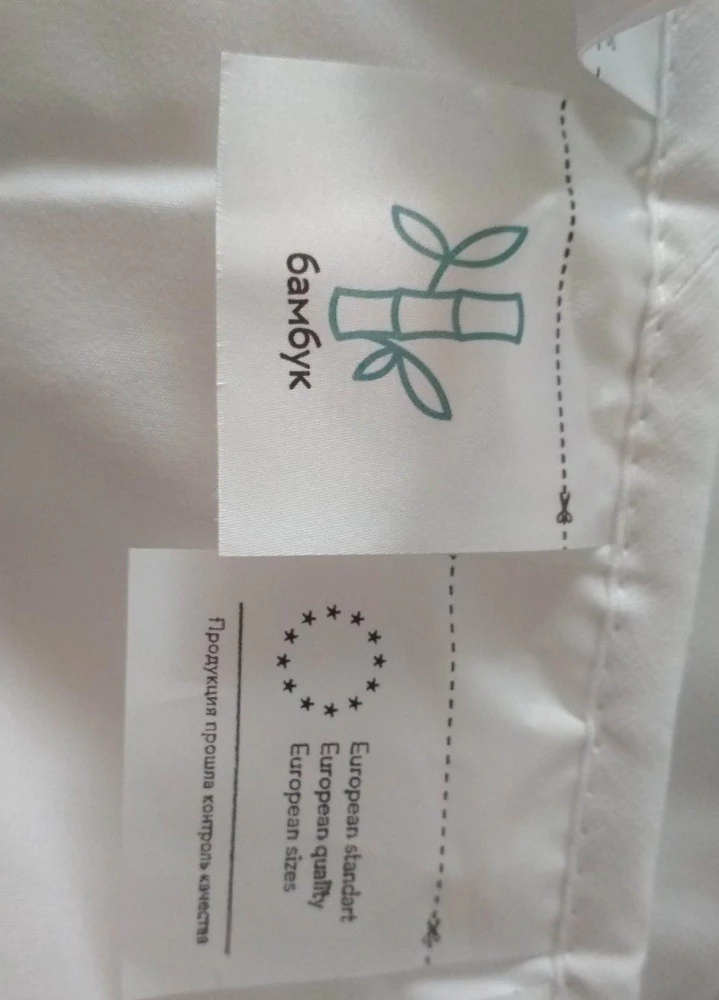 бамбук
European standart
European quality
European sizes
Продукция прошла контроль качества